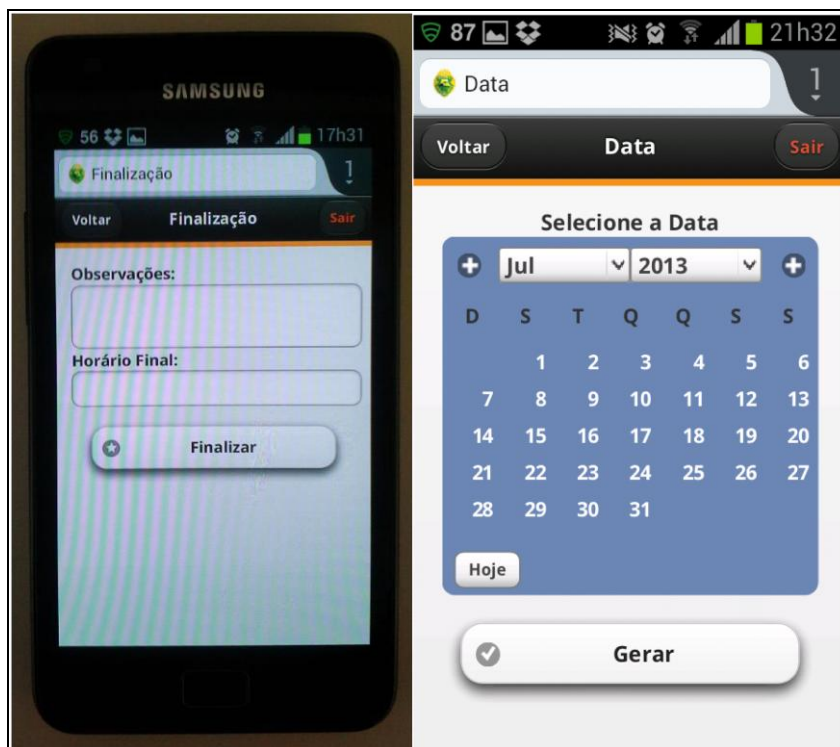 SAMSUNG
56 17h31
Finalização 1
Voltar Finalização Sair
Observações:
Horário Final:
Finalizar
87 21h32
Data 1
Voltar Data Sair
Selecione a Data
Jul 2013
D S T Q Q S S
1 2 3 4 5 6
7 8 9 10 11 12 13
14 15 16 17 18 19 20
21 22 23 24 25 26 27
28 29 30 31
Hoje
Gerar